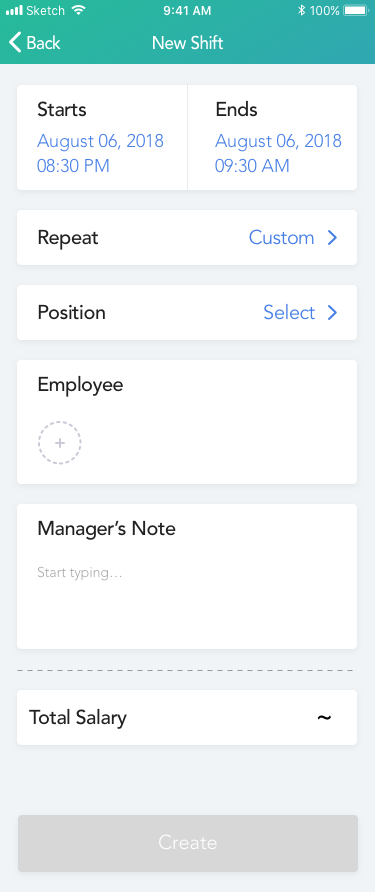 Sketch 9:41 AM 100%
Back New Shift
Starts
August 06, 2018
08:30 PM
Ends
August 06, 2018
09:30 AM
Repeat Custom
Position Select
Employee
+
Manager’s Note
Start typing…
Total Salary ~
Create